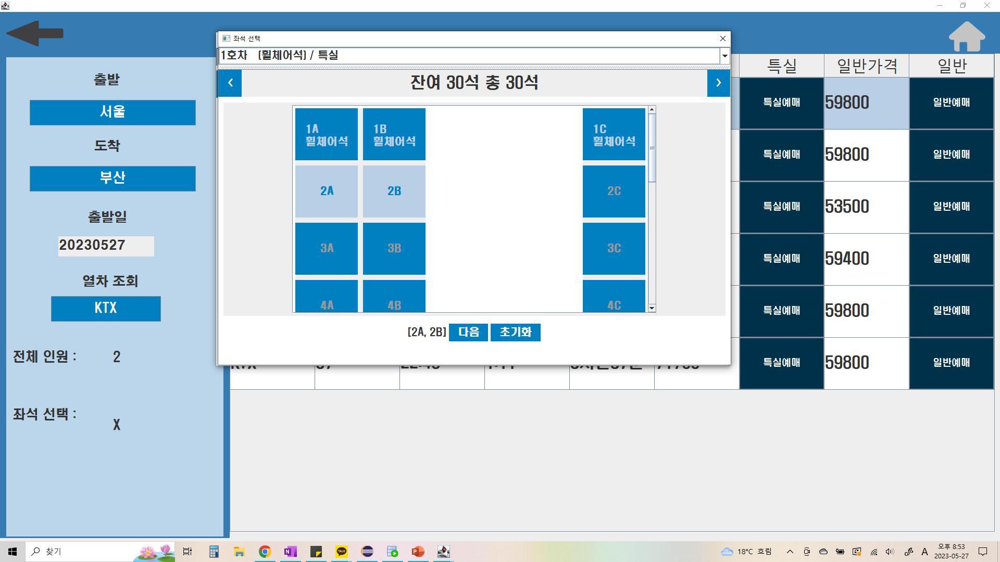 좌석 선택
1호차 (휠체어석) / 특실
잔여 30석 총 30석
1A
휠체어석
1B
휠체어석
1C
휠체어석
2A
2B
2C
3A
3B
3C
4A
4B
4C
[2A, 2B]
다음
초기화
출발
서울
도착
부산
출발일
20230527
열차 조회
KTX
전체 인원 :
2
좌석 선택 :
X
특실
일반가격
일반
특실예매
59800
일반예매
특실예매
59800
일반예매
특실예매
53500
일반예매
특실예매
59400
일반예매
특실예매
59800
일반예매
특실예매
59800
일반예매
찾기
TALK
18°C 흐림
A
오후 8:53
2023-05-27